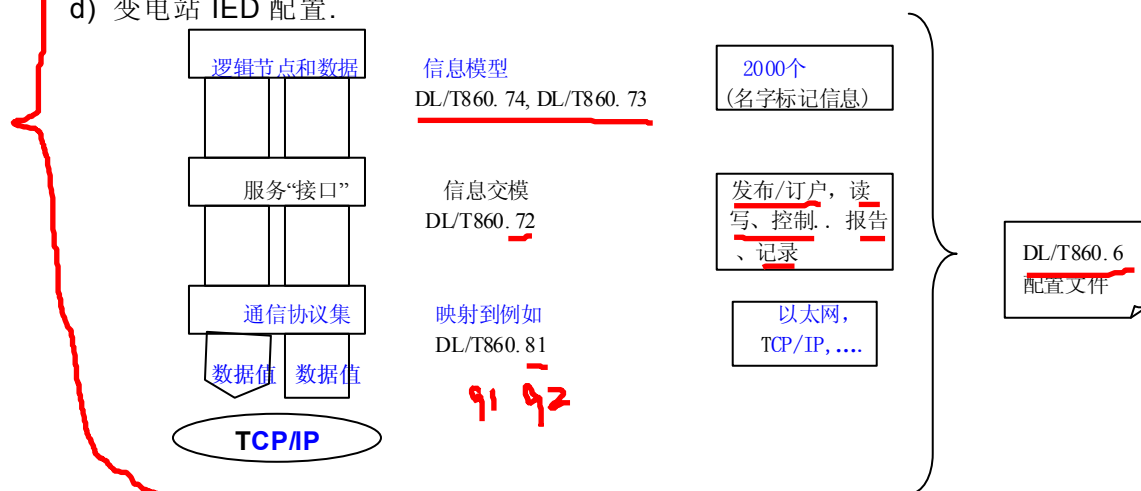 d) 变电站 IED 配置.
逻辑节点和数据
信息模型
DL/T860. 74, DL/T860. 73
2000个
(名字标记信息)
服务“接口”
信息交模
DL/T860. 72
发布/订户，读
写、控制. . 报告
、记录
DL/T860. 6
配置文件
通信协议集
映射到例如
DL/T860. 81
以太网，
TCP/IP, ....
数据值
数据值
91 92
TCP/IP